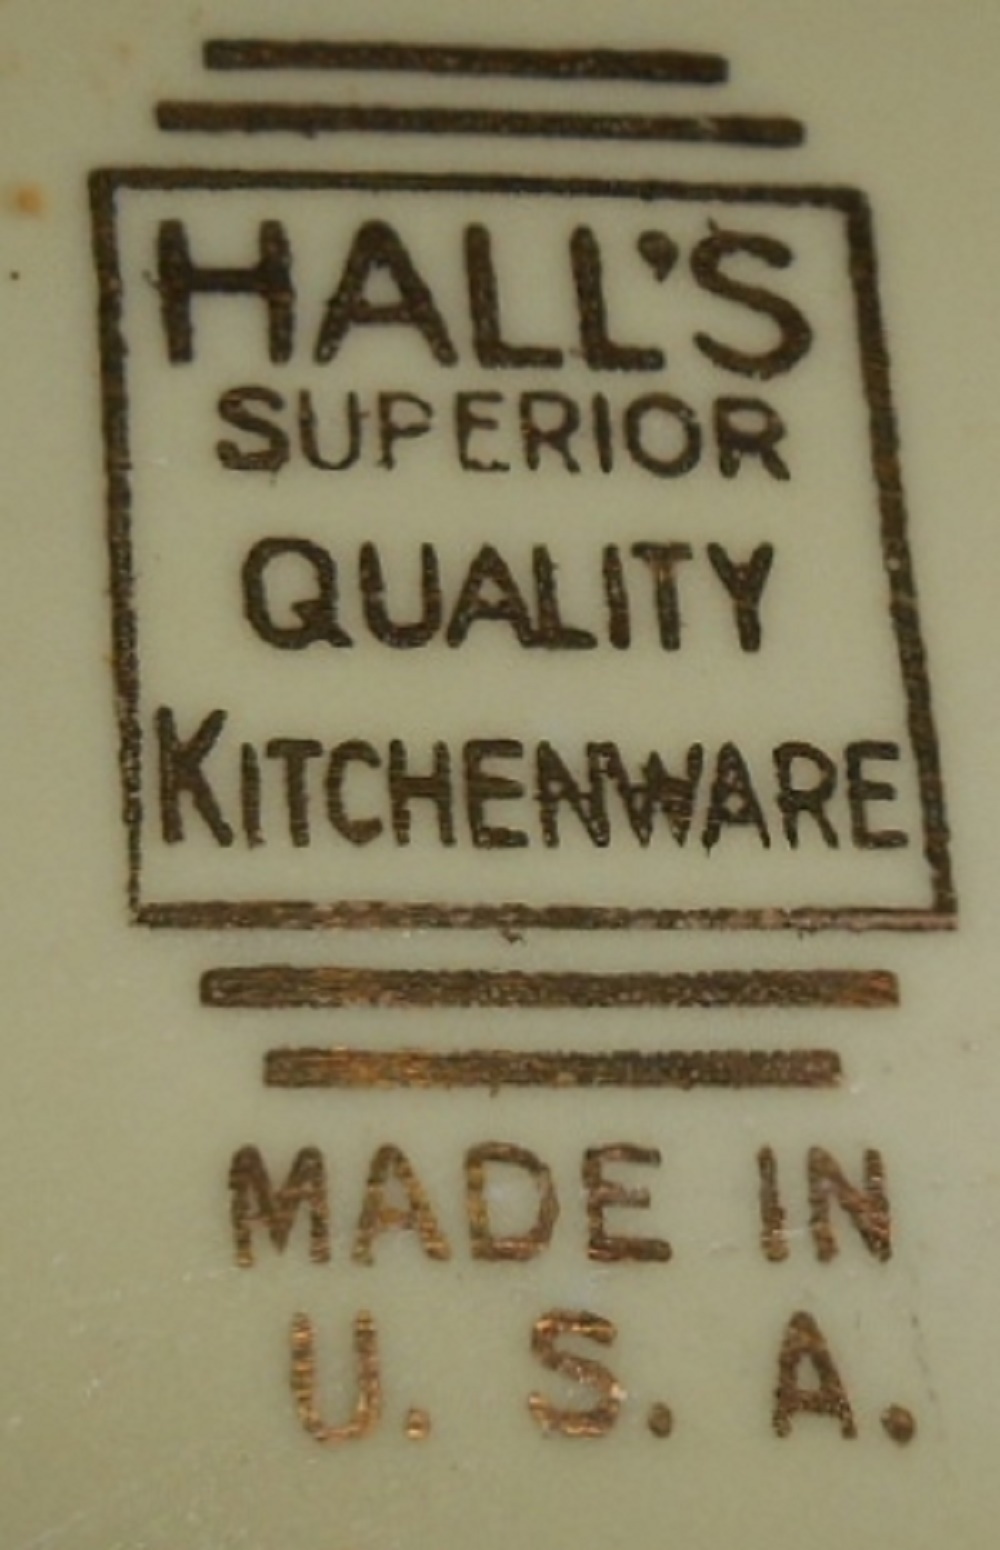 HALL'S
SUPERIOR
QUALITY
KITCHENWARE
MADE IN
U. S. A.